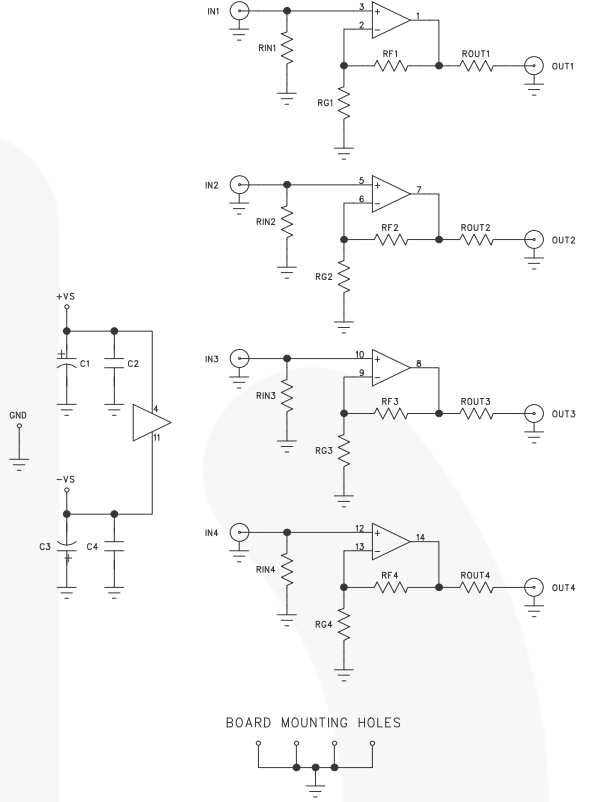 IN1
3
+
1
2
−
RIN1
RF1
ROUT1
OUT1
RG1
IN2
5
+
7
6
−
RIN2
RF2
ROUT2
OUT2
RG2
+VS
+
C1
C2
4
11
GND
−VS
C3
C4
+
IN3
10
+
8
9
−
RIN3
RF3
ROUT3
OUT3
RG3
IN4
12
+
14
13
−
RIN4
RF4
ROUT4
OUT4
RG4
BOARD MOUNTING HOLES